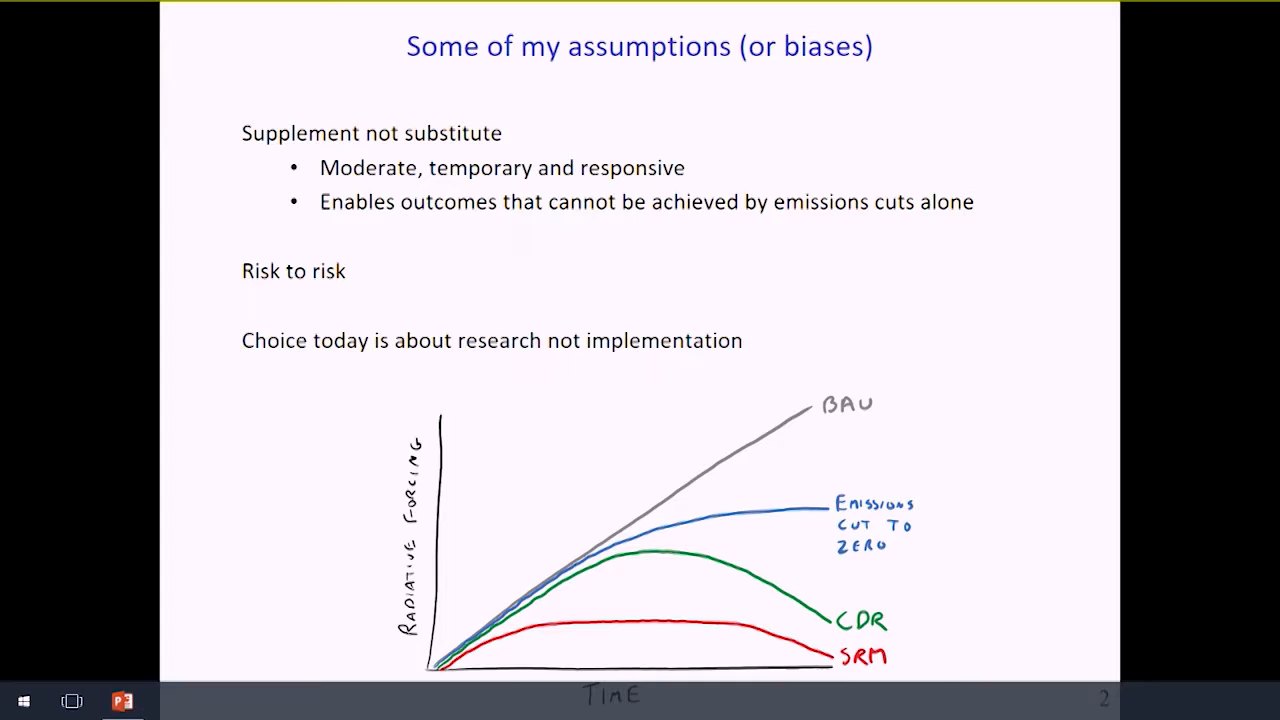 Some of my assumptions (or biases)
Supplement not substitute
• Moderate, temporary and responsive
• Enables outcomes that cannot be achieved by emissions cuts alone
Risk to risk
Choice today is about research not implementation
BAU
RADIATIVE FORCING
EMISSIONS
CUT TO
ZERO
CDR
SRM
TIME
2